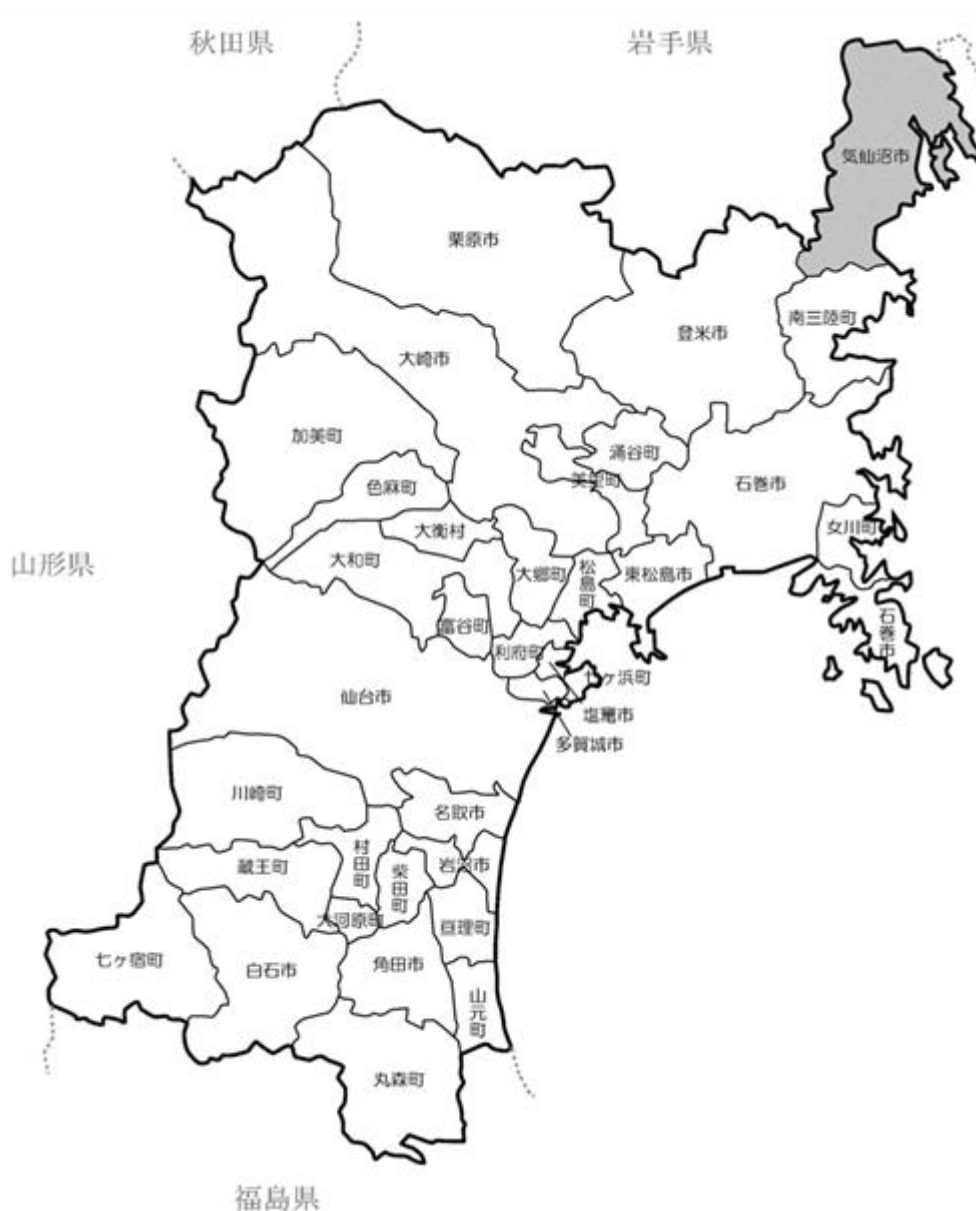 秋田県
岩手県
気仙沼市
栗原市
南三陸町
登米市
大崎市
加美町
涌谷町
美里町
石巻市
色麻町
大衡村
女川町
大和町
大郷町
松島町
東松島市
山形県
富谷町
利府町
石巻市
七ヶ浜町
仙台市
塩竈市
多賀城市
川崎町
名取市
村田町
岩沼市
蔵王町
柴田町
大河原町
亘理町
七ヶ宿町
白石市
角田市
山元町
丸森町
福島県